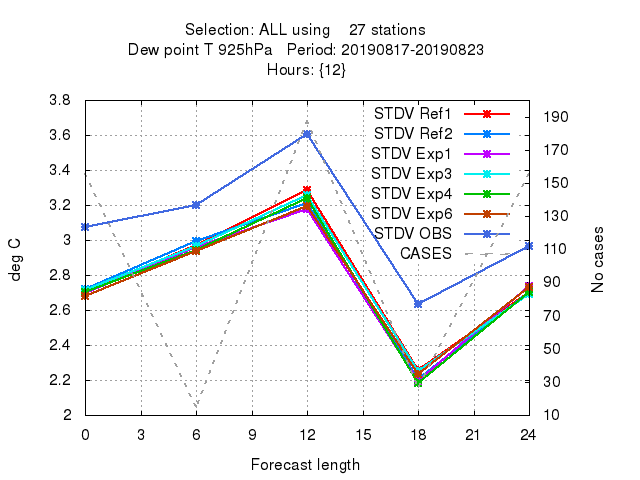 Selection: ALL using 27 stations
Dew point T 925hPa Period: 20190817-20190823
Hours: {12}
3.8
3.6
3.4
3.2
3
2.8
2.6
2.4
2.2
2
deg C
190
170
150
130
110
90
70
50
30
10
No cases
STDV Ref1
STDV Ref2
STDV Exp1
STDV Exp3
STDV Exp4
STDV Exp6
STDV OBS
CASES
0 3 6 9 12 15 18 21 24
Forecast length